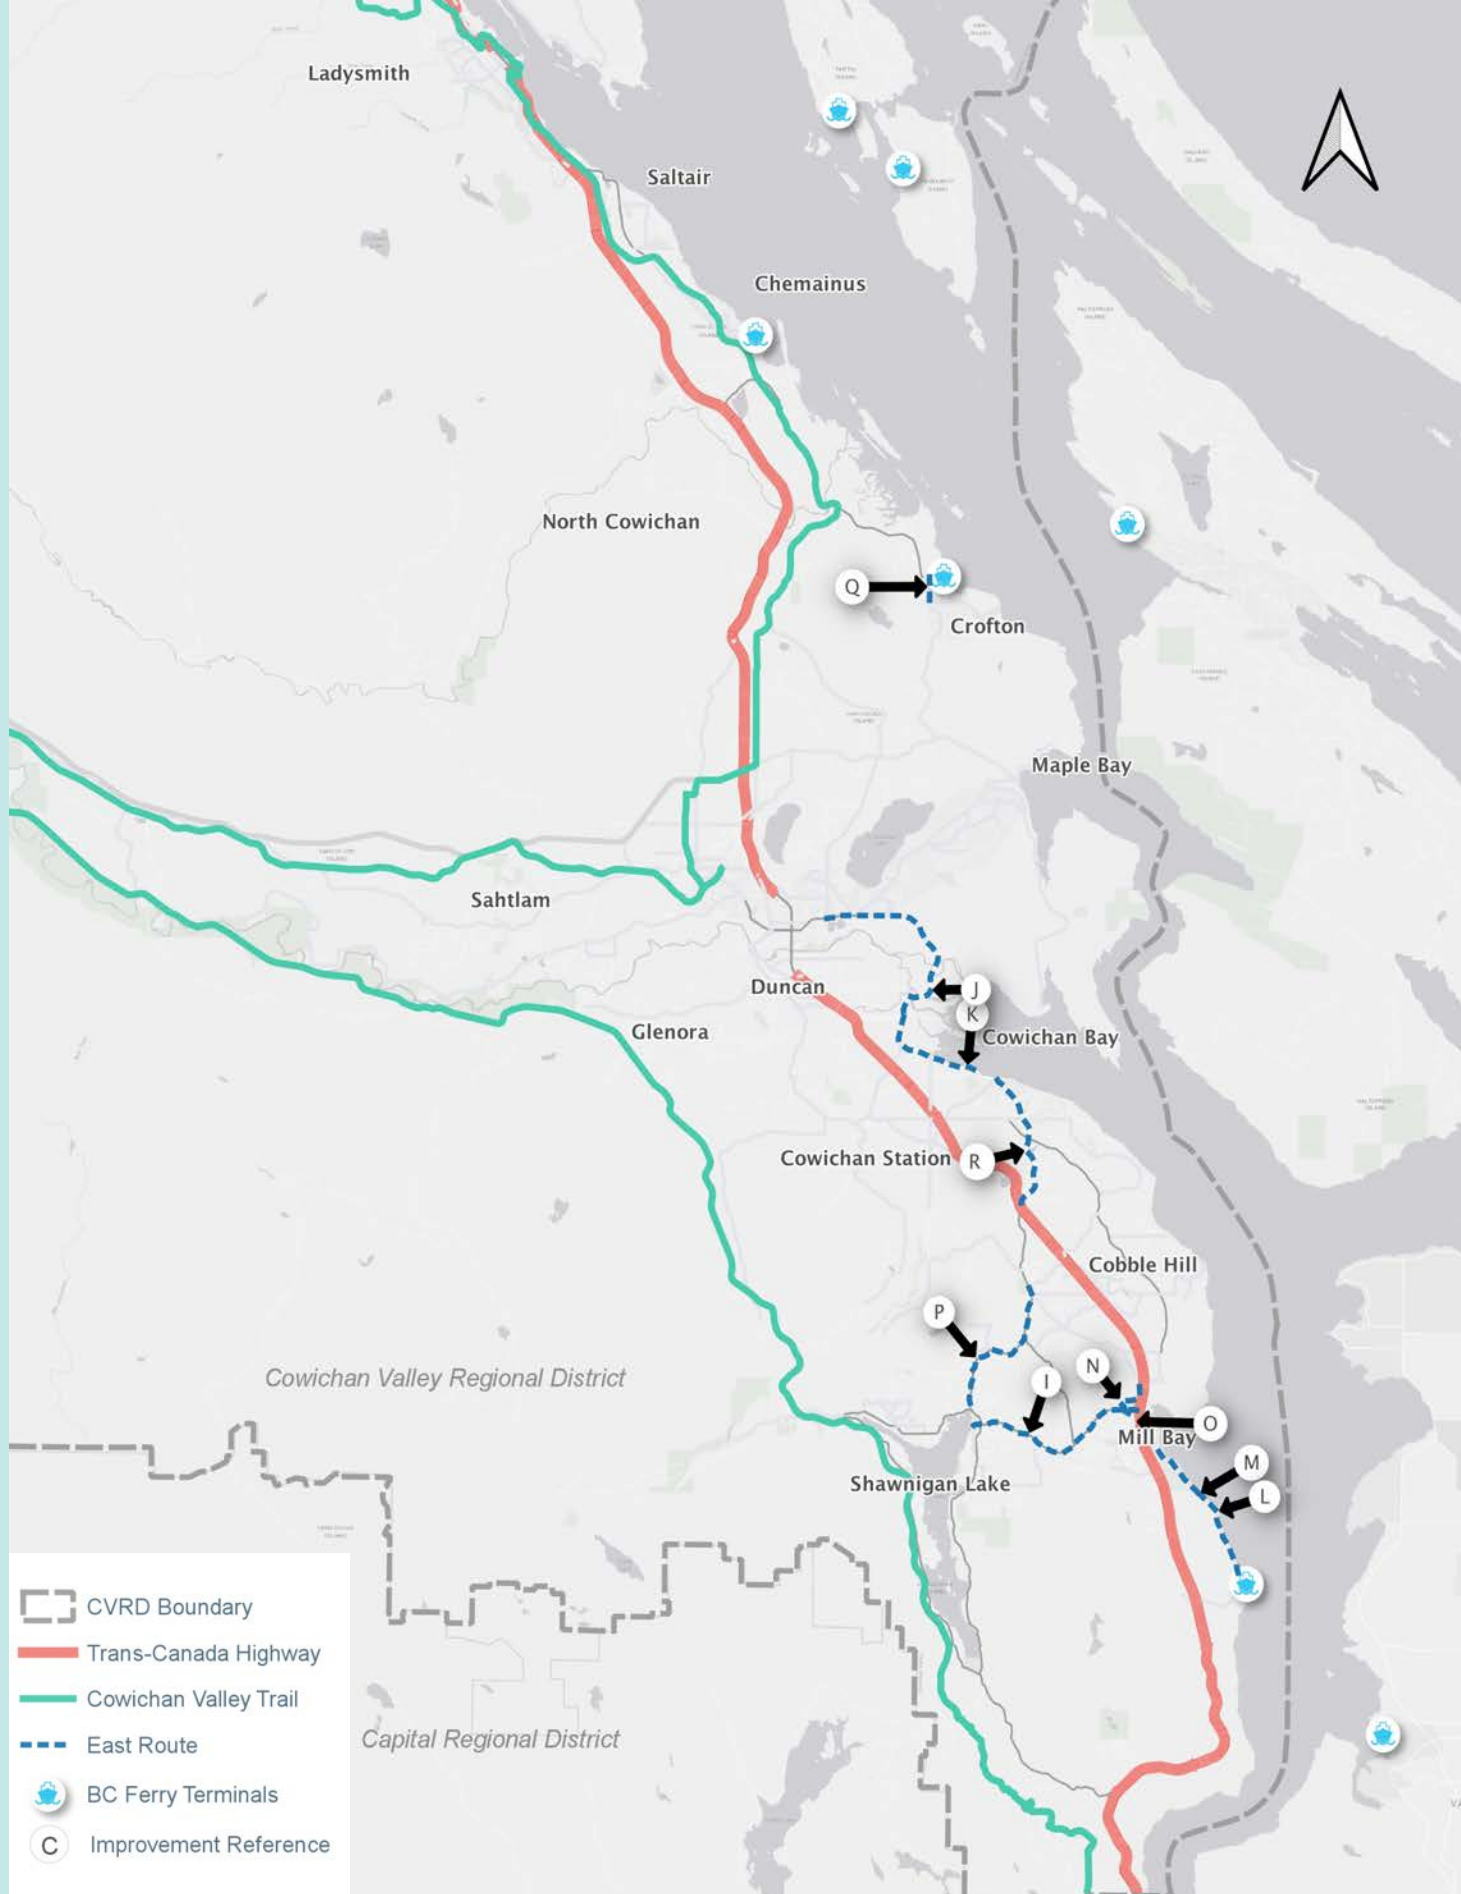 Ladysmith
Saltair
Chemainus
North Cowichan
Q
Crofton
Maple Bay
Sahtlam
Duncan
J
K
Glenora
Cowichan Bay
Cowichan Station
R
Cobble Hill
P
N
I
Cowichan Valley Regional District
O
Mill Bay
M
Shawnigan Lake
L
CVRD Boundary
Trans-Canada Highway
Cowichan Valley Trail
East Route
Capital Regional District
BC Ferry Terminals
C
Improvement Reference